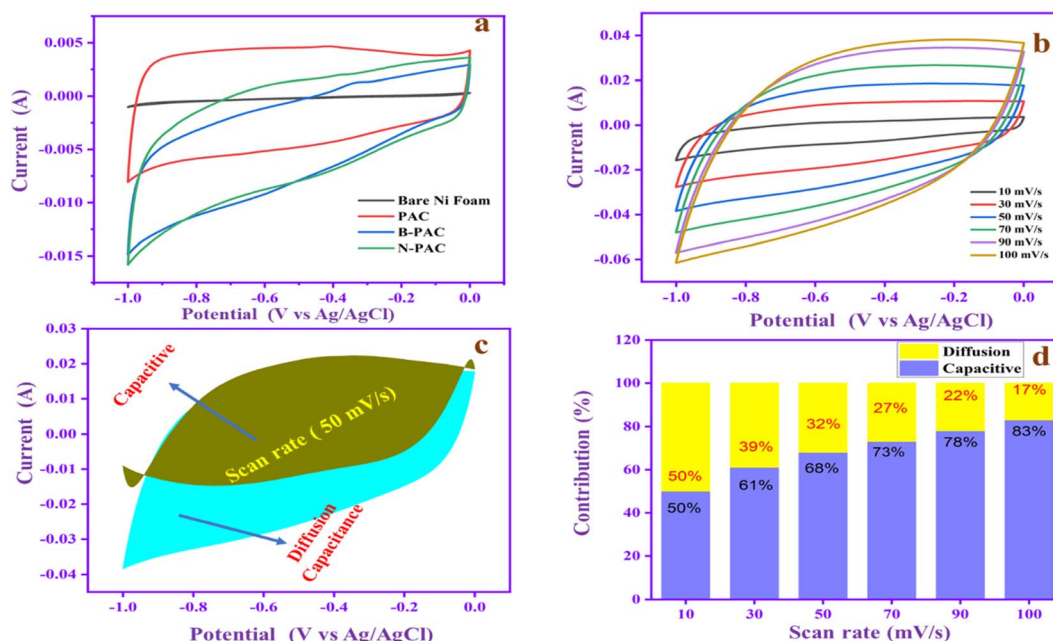 a
0.005
0.000
-0.005
-0.010
-0.015
Current (A)
Bare Ni Foam
PAC
B-PAC
N-PAC
-1.0 -0.8 -0.6 -0.4 -0.2 0.0
Potential (V vs Ag/AgCl)
b
0.04
0.02
0.00
-0.02
-0.04
-0.06
Current (A)
10 mV/s
30 mV/s
50 mV/s
70 mV/s
90 mV/s
100 mV/s
-1.0 -0.8 -0.6 -0.4 -0.2 0.0
Potential (V vs Ag/AgCl)
c
0.03
0.02
0.01
0.00
-0.01
-0.02
-0.03
-0.04
Current (A)
Capacitive
Scan rate ( 50 mV/s)
Diffusion
Capacitance
-1.0 -0.8 -0.6 -0.4 -0.2 0.0
Potential (V vs Ag/AgCl)
d
120
100
80
60
40
20
0
Contribution (%)
Diffusion
Capacitive
50% 39% 32% 27% 22% 17%
50% 61% 68% 73% 78% 83%
10 30 50 70 90 100
Scan rate (mV/s)